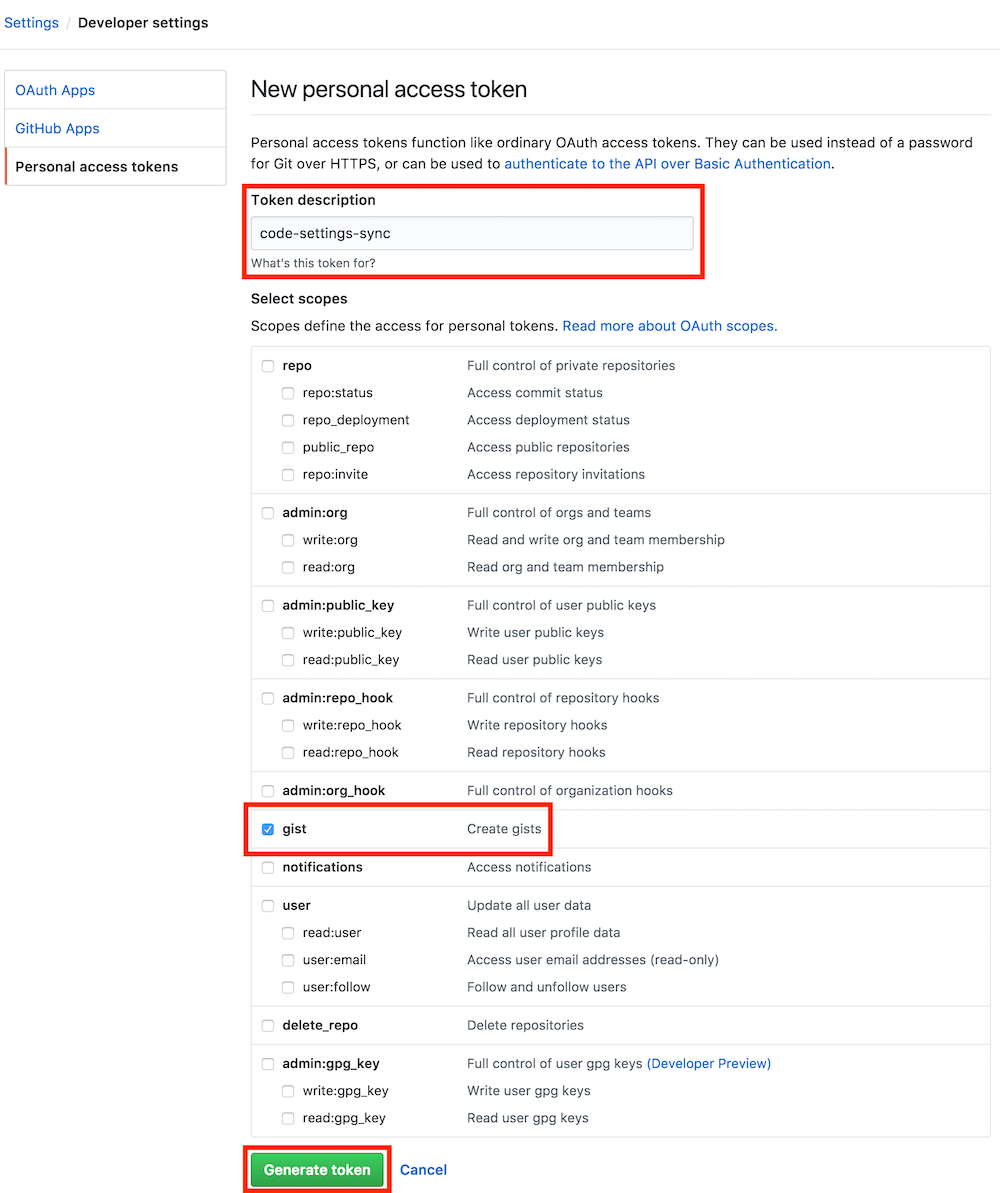 Settings / Developer settings
OAuth Apps
GitHub Apps
Personal access tokens
New personal access token
Personal access tokens function like ordinary OAuth access tokens. They can be used instead of a password
for Git over HTTPS, or can be used to authenticate to the API over Basic Authentication.
Token description
code-settings-sync
What's this token for?
Select scopes
Scopes define the access for personal tokens. Read more about OAuth scopes.
repo Full control of private repositories
repo:status Access commit status
repo_deployment Access deployment status
public_repo Access public repositories
repo:invite Access repository invitations
admin:org Full control of orgs and teams
write:org Read and write org and team membership
read:org Read org and team membership
admin:public_key Full control of user public keys
write:public_key Write user public keys
read:public_key Read user public keys
admin:repo_hook Full control of repository hooks
write:repo_hook Write repository hooks
read:repo_hook Read repository hooks
admin:org_hook Full control of organization hooks
gist Create gists
notifications Access notifications
user Update all user data
read:user Read all user profile data
user:email Access user email addresses (read-only)
user:follow Follow and unfollow users
delete_repo Delete repositories
admin:gpg_key Full control of user gpg keys (Developer Preview)
write:gpg_key Write user gpg keys
read:gpg_key Read user gpg keys
Generate token Cancel